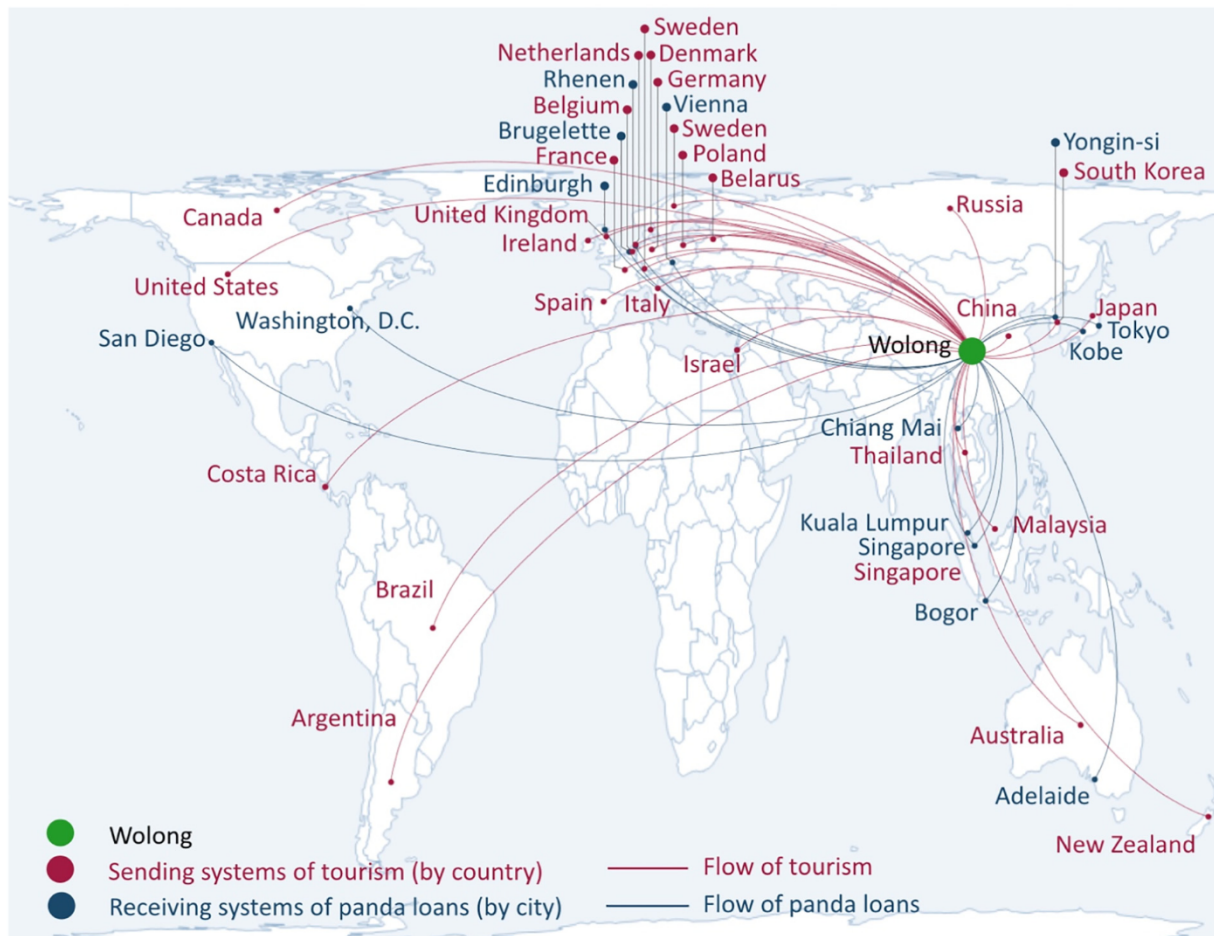 Sweden
Netherlands
Denmark
Rhenen
Germany
Belgium
Vienna
Brugelette
Sweden
Yongin-si
France
Poland
South Korea
Edinburgh
Belarus
Canada
United Kingdom
Russia
Ireland
United States
Spain
Italy
China
Japan
Washington, D.C.
San Diego
Tokyo
Wolong
Kobe
Israel
Chiang Mai
Thailand
Costa Rica
Kuala Lumpur
Malaysia
Singapore
Singapore
Brazil
Bogor
Argentina
Australia
Adelaide
New Zealand
Wolong
Sending systems of tourism (by country)
Flow of tourism
Receiving systems of panda loans (by city)
Flow of panda loans